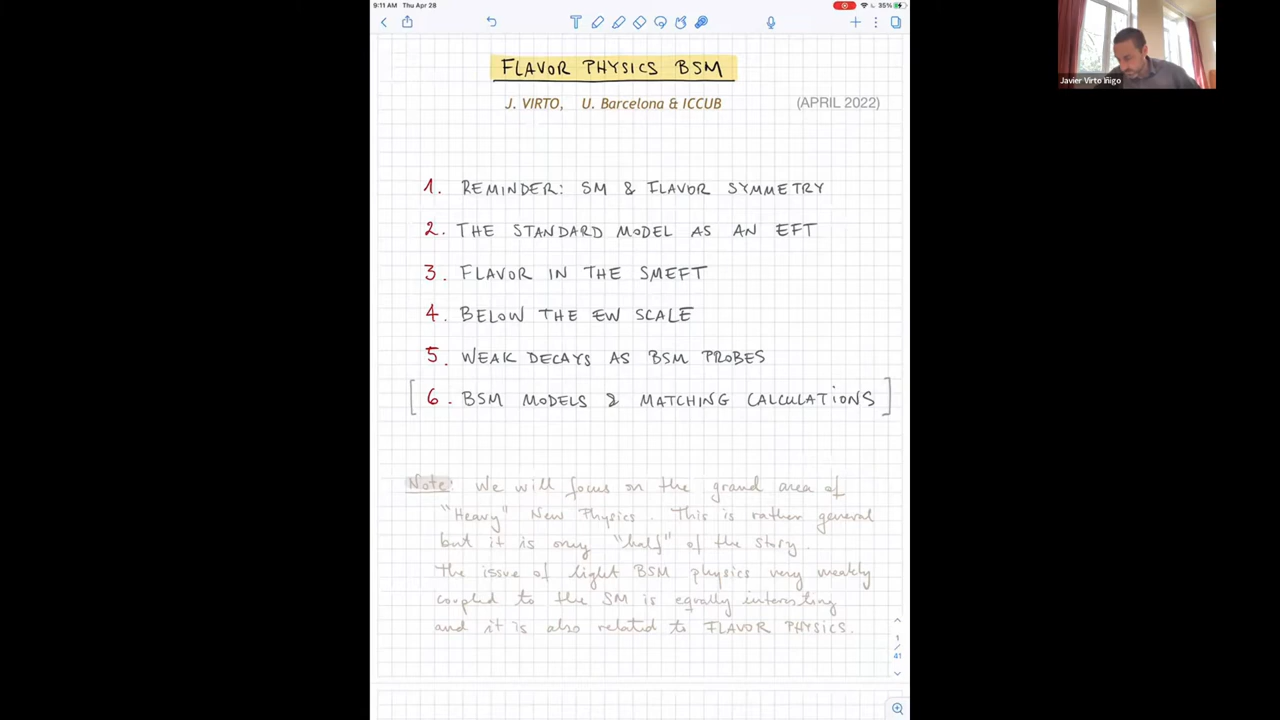 9:11 AM Thu Apr 28
35%
Javier Virto Iñigo
FLAVOR PHYSICS BSM
J. VIRTO, U. Barcelona & ICCUB (APRIL 2022)
1. REMINDER: SM & FLAVOR SYMMETRY
2. THE STANDARD MODEL AS AN EFT
3. FLAVOR IN THE SMEFT
4. BELOW THE EW SCALE
5. WEAK DECAYS AS BSM PROBES
[6. BSM MODELS & MATCHING CALCULATIONS]
Note: We will focus on the grand area of
"Heavy" New Physics. This is rather general
but it is only "half" of the story.
The issue of light BSM physics very weakly
coupled to the SM is equally interesting
and it is also related to FLAVOR PHYSICS.
1
/
41